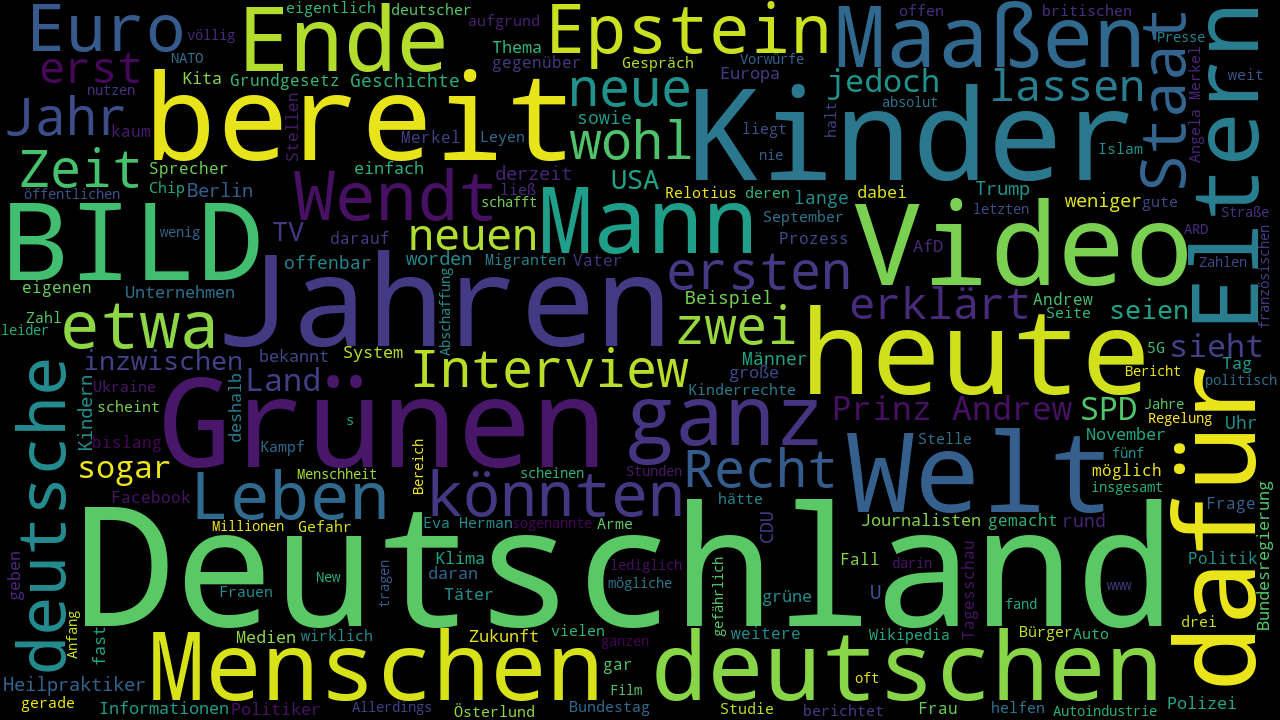 Euro
völlig
Ende
eigentlich
deutscher
aufgrund
Epstein
Maaßen
offen
britischen
Presse
Eltern
NATO
erst
nutzen
Kita
Grundgesetz
Geschichte
Thema
gegenüber
Gespräch
Vorwürfe
Europa
neue
jedoch
lassen
staat
weit
Jahr
kaum
bereit
Stellen
Merkel
Leyen
sowie
wohl
Kinder
absolut
liegt
halt
nie
Islam
Angela Merkel
Zeit
Sprecher
Chip
Berlin
öffentlichen
einfach
derzeit
ließ
schafft
USA
Relotius
deren
lange
dabei
Trump
letzten
weniger
gute
Straße
BILD
wenig
Wendt
TV
darauf
neuen
Mann
September
Prozess
AfD
Video
ARD
Zahlen
französischen
eigenen
Unternehmen
offenbar
worden
Migranten
Vater
ersten
Jahren
Abschaffung
Beispiel
erklärt
Andrew
Seite
seien
Zahl
leider
etwa
zwei
heute
sieht
5G
Bericht
Tag
politisch
inzwischen
bekannt
System
Interview
Männer
große
Kinderrechte
deutsche
Ukraine
scheint
Kindern
Land
deshalb
s
Grünen
ganz
Prinz Andrew
SPD
Jahre
Regelung
Uhr
dafür
bislang
Kampf
Stelle
November
fünf
möglich
insgesamt
sogar
Facebook
Menschheit
Bereich
scheinen
Stunden
Recht
hätte
Welt
Frage
Bundesregierung
Leben
könnten
Millionen
Gefahr
Eva Herman
sogenannte
Arme
CDU
Journalisten
gemacht
rund
Deutschland
geben
Klima
daran
Täter
tragen
New
Frauen
lediglich
mögliche
gefährlich
grüne
Fall
darin
U
Tagesschau
www
fand
Politik
drei
Anfang
fast
Medien
wirklich
Zukunft
vielen
ganzen
weitere
Wikipedia
Bürger
Auto
Heilpraktiker
gerade
Menschen
gar
Film
deutschen
oft
Informationen
Politiker
Allerdings
Österlund
Bundestag
Studie
berichtet
Frau
helfen
Autoindustrie
Polizei